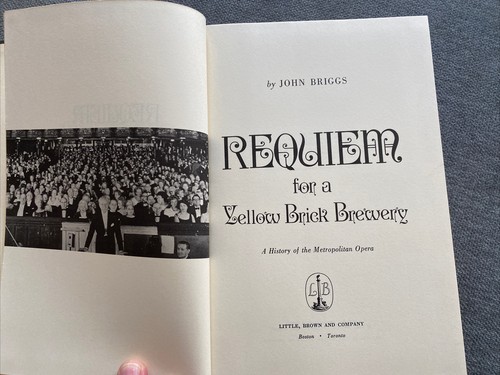 by JOHN BRIGGS
REQUIEM
for a
Yellow Brick Brewery
A History of the Metropolitan Opera
L B
LITTLE, BROWN AND COMPANY
Boston • Toronto